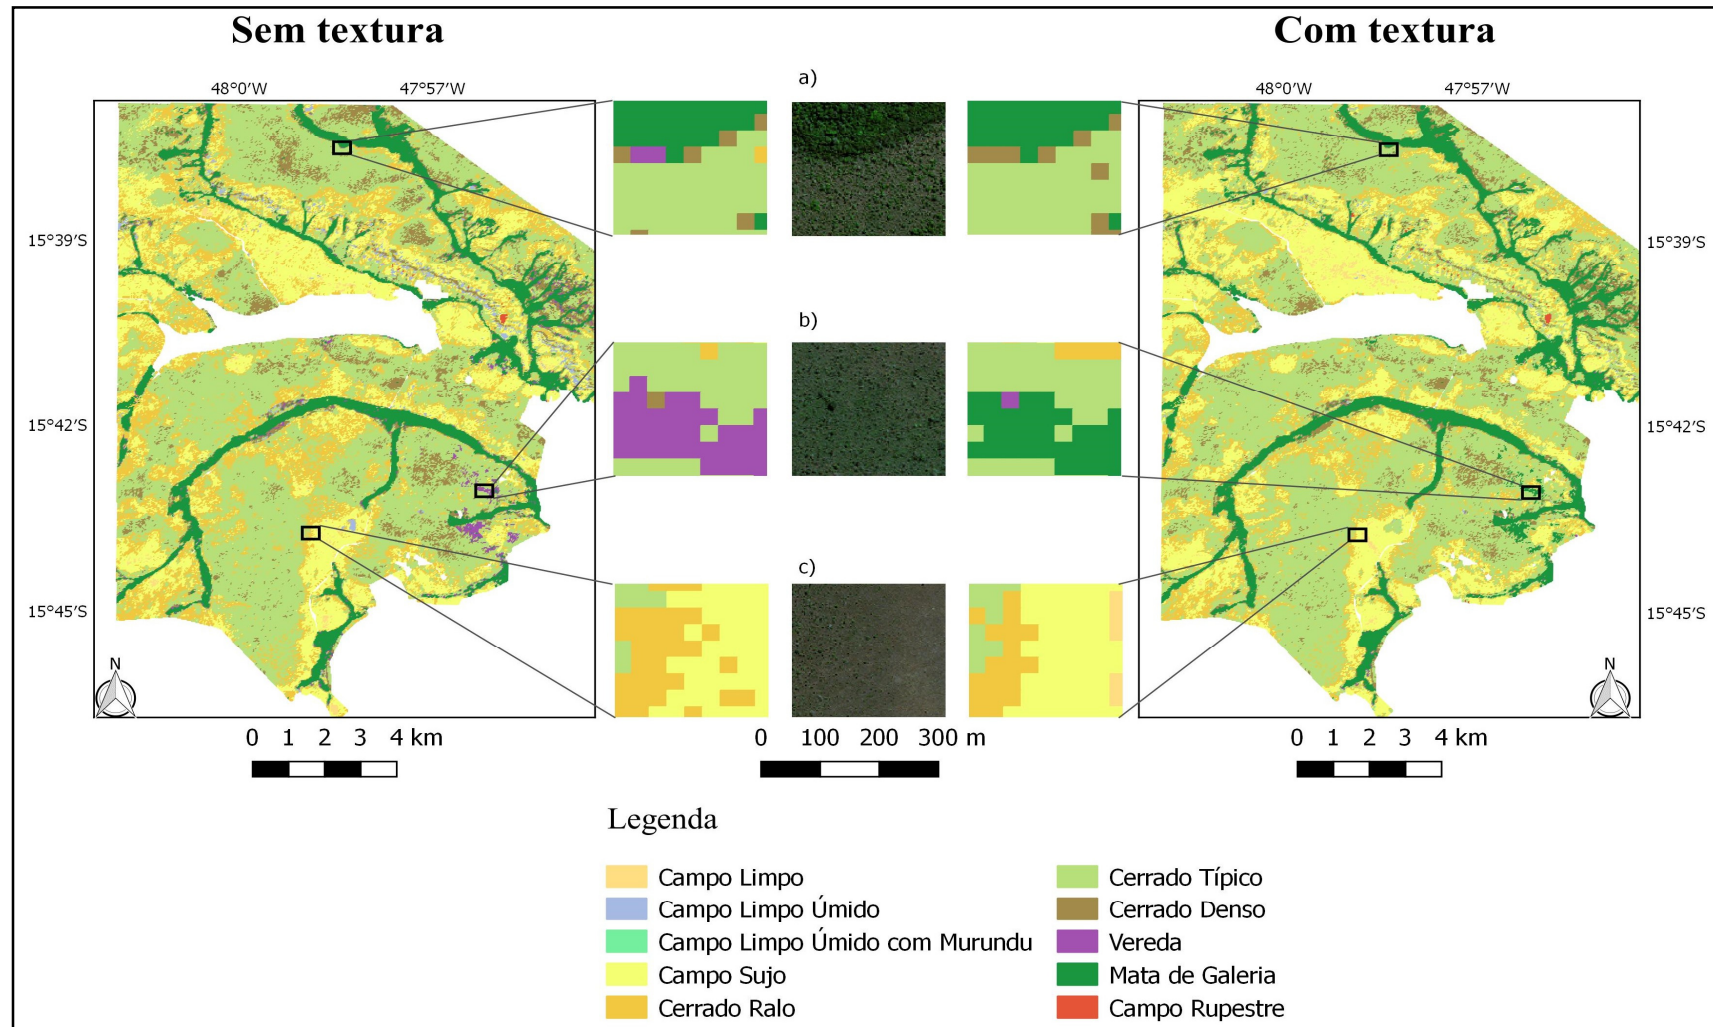 Sem textura
Com textura
48°0'W 47°57'W
a)
48°0'W 47°57'W
15°39'S
15°39'S
b)
15°42'S
15°42'S
c)
15°45'S
15°45'S
N
N
0 1 2 3 4 km
0 100 200 300 m
0 1 2 3 4 km
Legenda
Campo Limpo
Campo Limpo Úmido
Campo Limpo Úmido com Murundu
Campo Sujo
Cerrado Ralo
Cerrado Típico
Cerrado Denso
Vereda
Mata de Galeria
Campo Rupestre